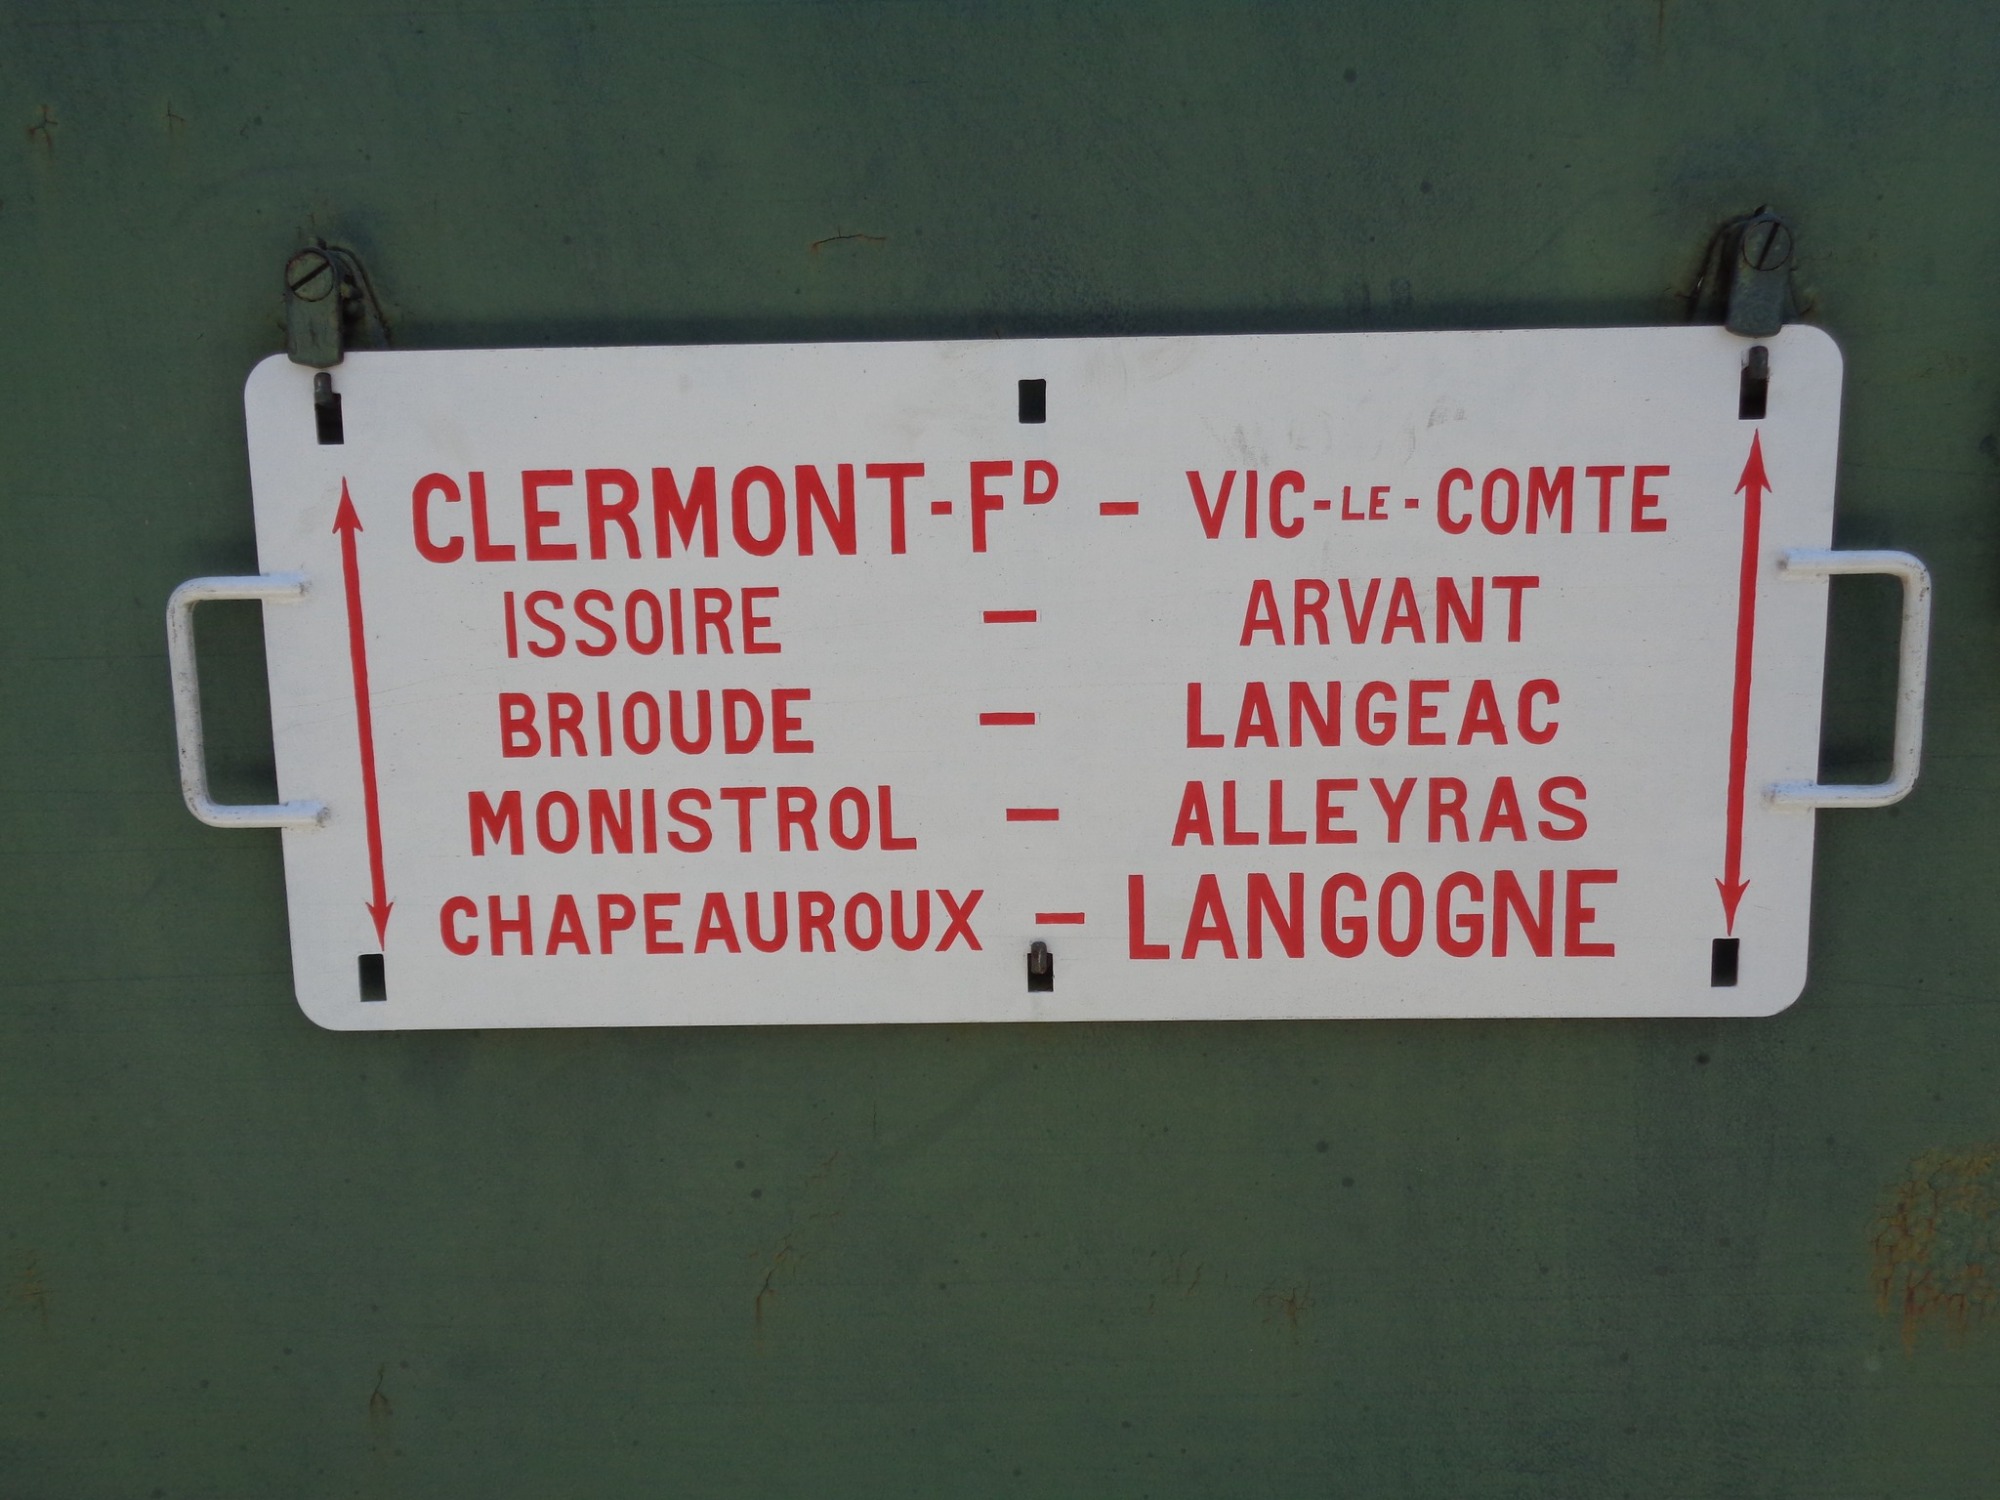 CLERMONT-FD - VIC-LE-COMTE
ISSOIRE - ARVANT
BRIOUDE - LANGEAC
MONISTROL - ALLEYRAS
CHAPEAUROUX - LANGOGNE